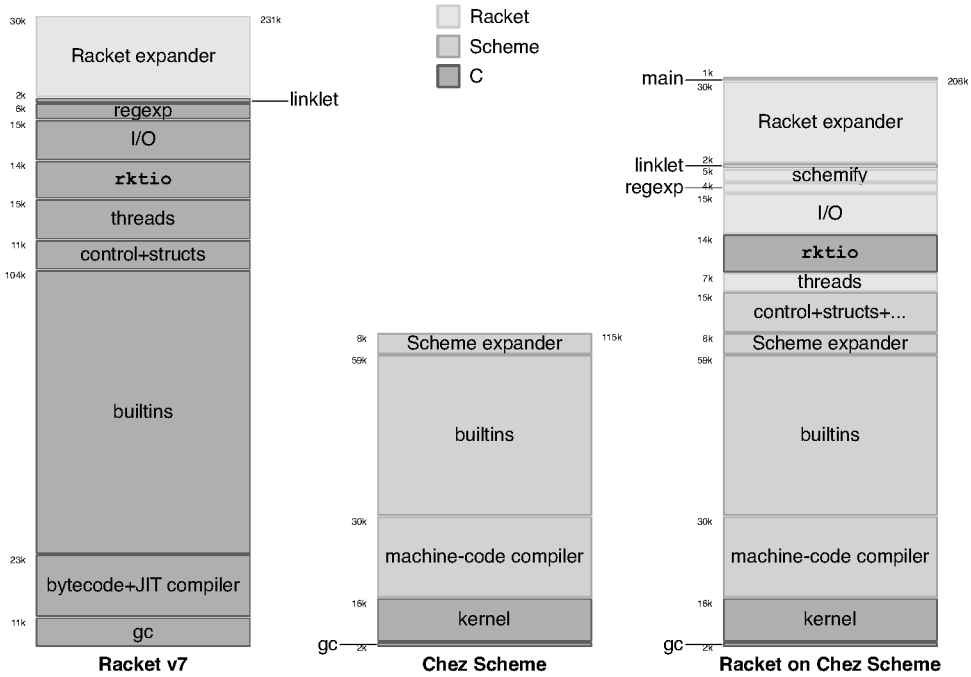 Racket
Scheme
C
30k
231k
Racket expander
2k
linklet
6k
regexp
15k
I/O
14k
rktio
15k
threads
11k
control+structs
104k
builtins
23k
bytecode+JIT compiler
11k
gc
Racket v7
8k
Scheme expander
115k
59k
builtins
30k
machine-code compiler
16k
kernel
gc
2k
Chez Scheme
main
1k
208k
30k
Racket expander
linklet
2k
5k
schemify
regexp
4k
15k
I/O
14k
rktio
7k
threads
15k
control+structs+...
8k
Scheme expander
59k
builtins
30k
machine-code compiler
16k
kernel
gc
2k
Racket on Chez Scheme